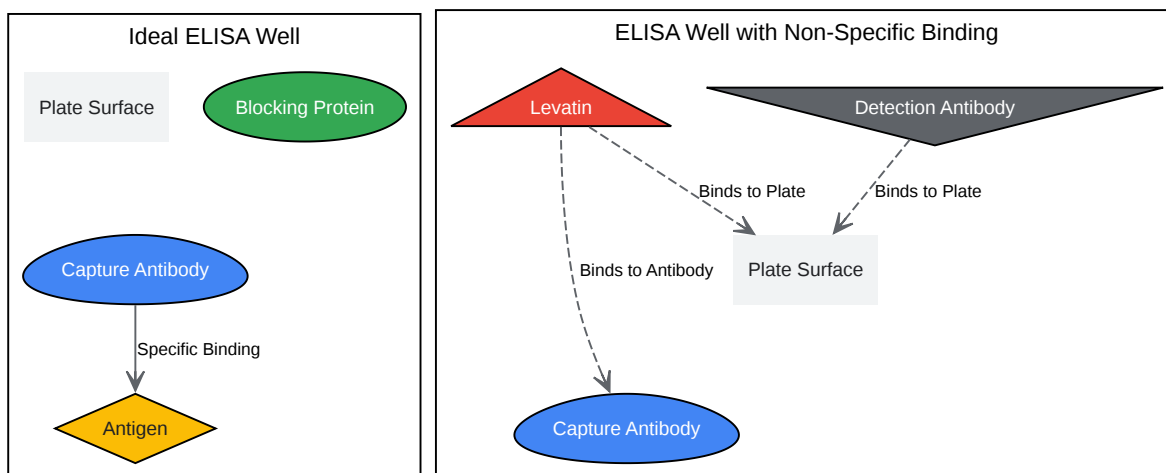 Ideal ELISA Well
Plate Surface
Blocking Protein
Capture Antibody
Specific Binding
Antigen
ELISA Well with Non-Specific Binding
Levatin
Detection Antibody
Binds to Plate
Binds to Plate
Binds to Antibody
Plate Surface
Capture Antibody